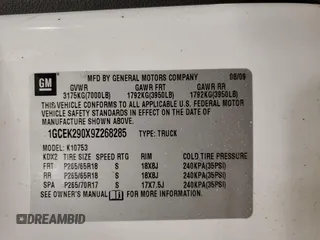 GM
MFD BY GENERAL MOTORS COMPANY 08/09
GVWR GAWR FRT GAWR RR
3175KG(7000LB) 1792KG(3950LB) 1792KG(3950LB)
THIS VEHICLE CONFORMS TO ALL APPLICABLE U.S. FEDERAL MOTOR
VEHICLE SAFETY STANDARDS IN EFFECT ON THE DATE OF
MANUFACTURE SHOWN ABOVE.
1GCEK290X9Z268285 TYPE: TRUCK
MODEL: K10753
KDX2 TIRE SIZE SPEED RTG RIM COLD TIRE PRESSURE
FRT P265/65R18 S 18X8J 240KPA(35PSI)
RR P265/65R18 S 18X8J 240KPA(35PSI)
SPA P265/70R17 S 17X7.5J 240KPA(35PSI)
SEE OWNER'S MANUAL FOR MORE INFORMATION.
DREAMBID